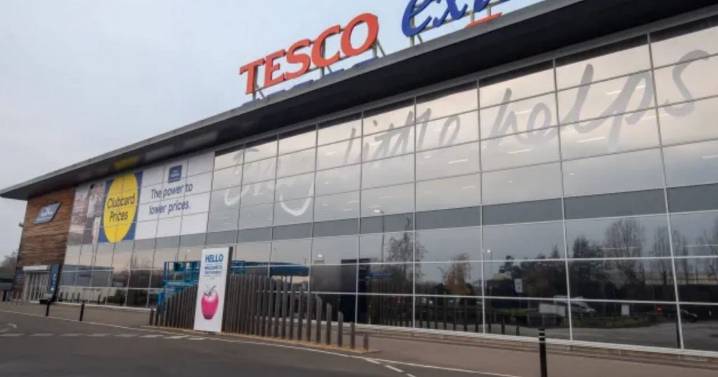 TESCO
Every little helps
Clubcard
Prices
The power to
lower prices.
HELLO